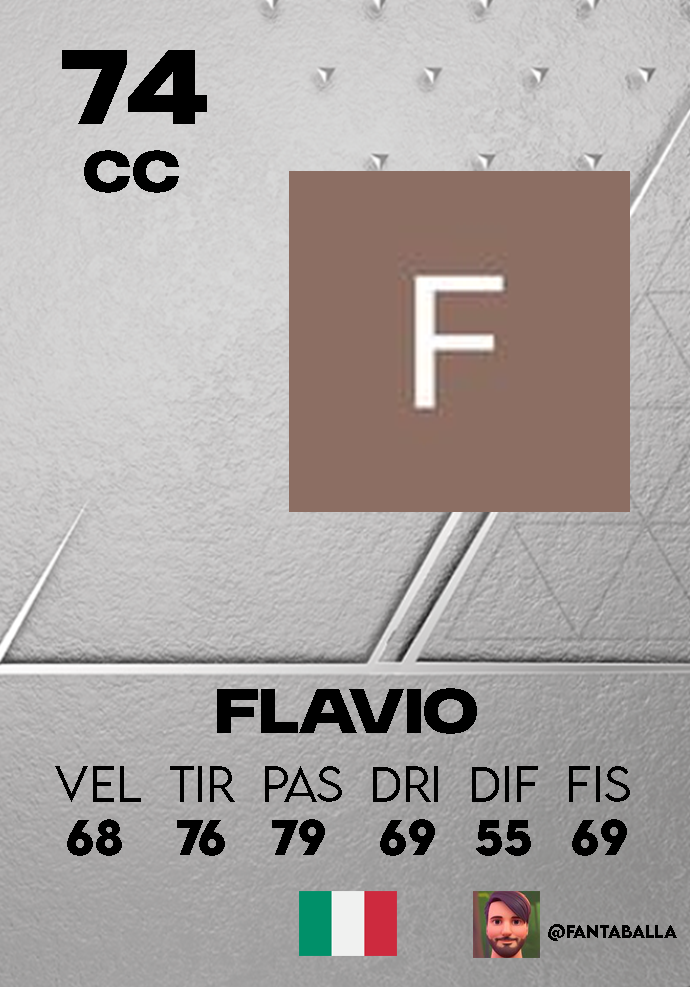 74
CC
F
FLAVIO
VEL TIR PAS DRI DIF FIS
68 76 79 69 55 69
@FANTABALLA